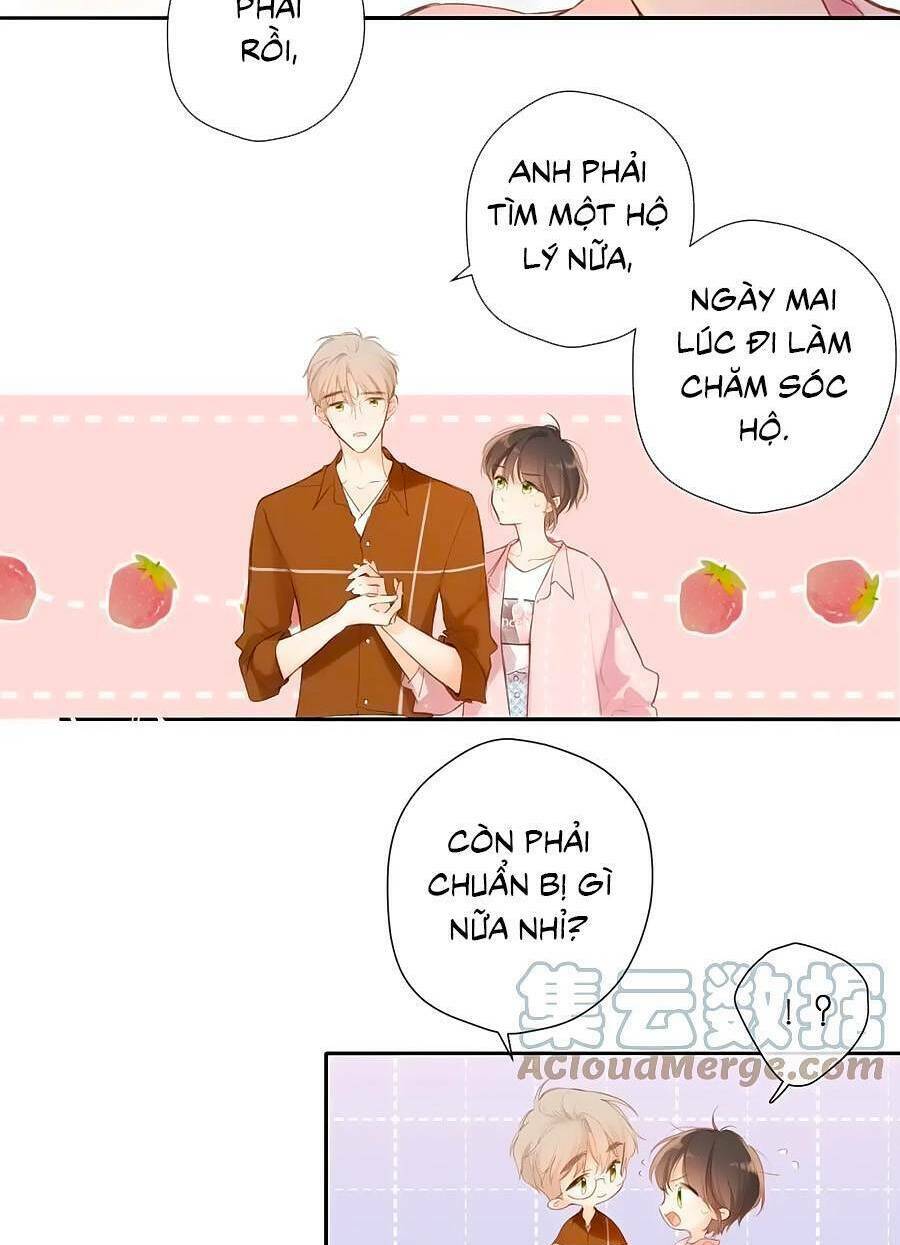 PHẢI
RỒI,
ANH PHẢI
TÌM MỘT HỘ
LÝ NỮA,
NGÀY MAI
LÚC ĐI LÀM
CHĂM SÓC
HỘ.
CÒN PHẢI
CHUẨN BỊ GÌ
NỮA NHỈ?
! ?
集云数据
ACloudMerge.com